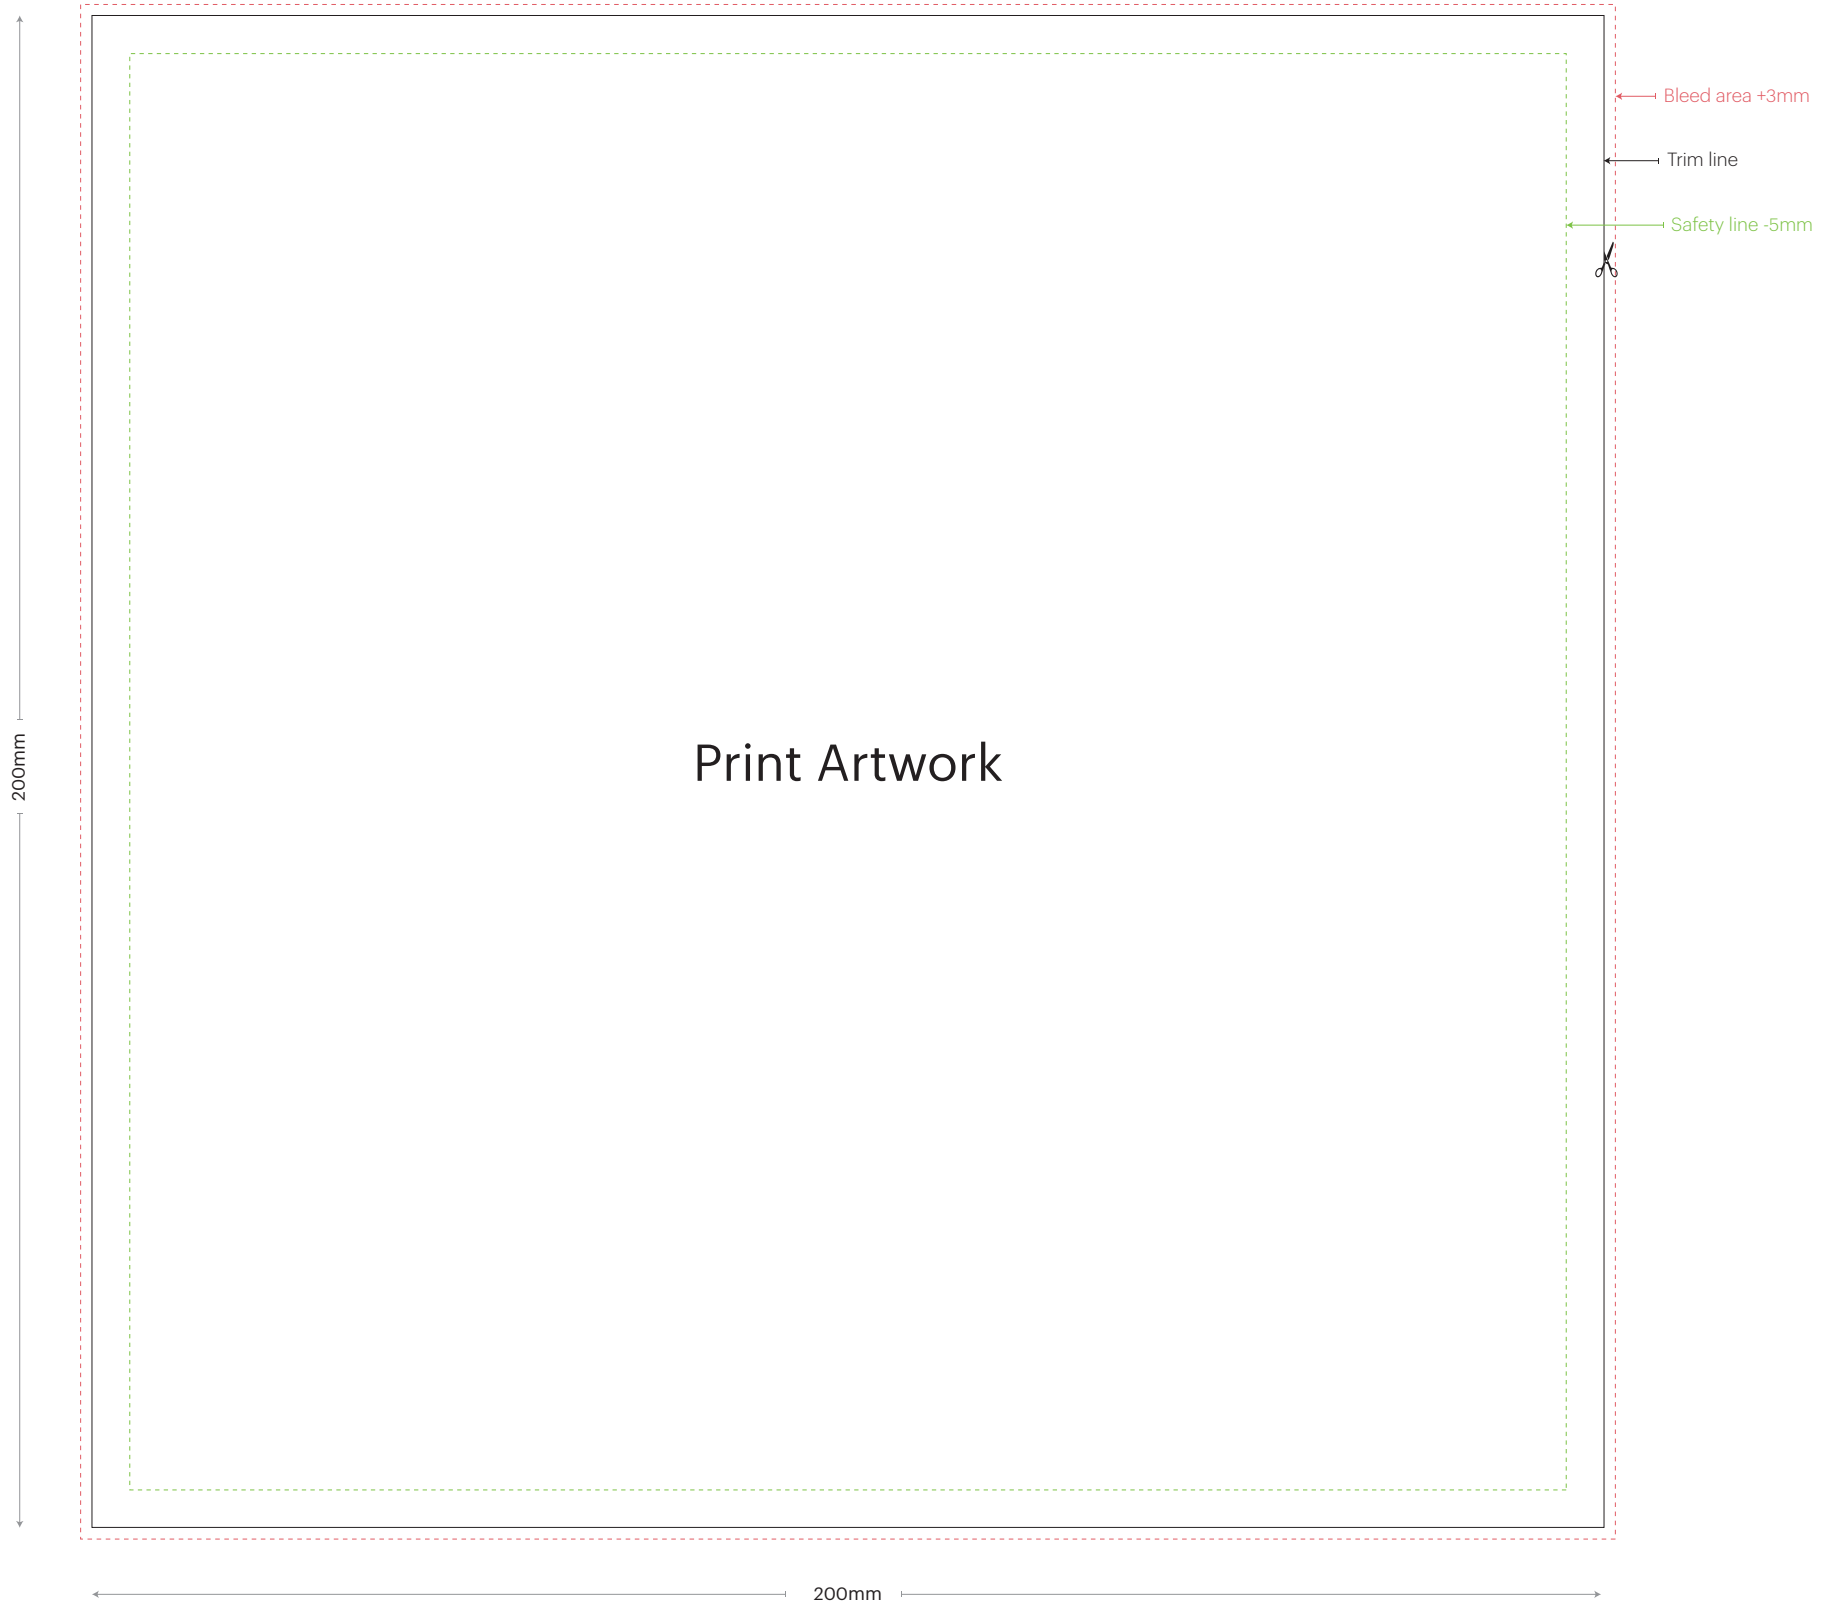 Bleed area +3mm
Trim line
Safety line -5mm
200mm
Print Artwork
200mm